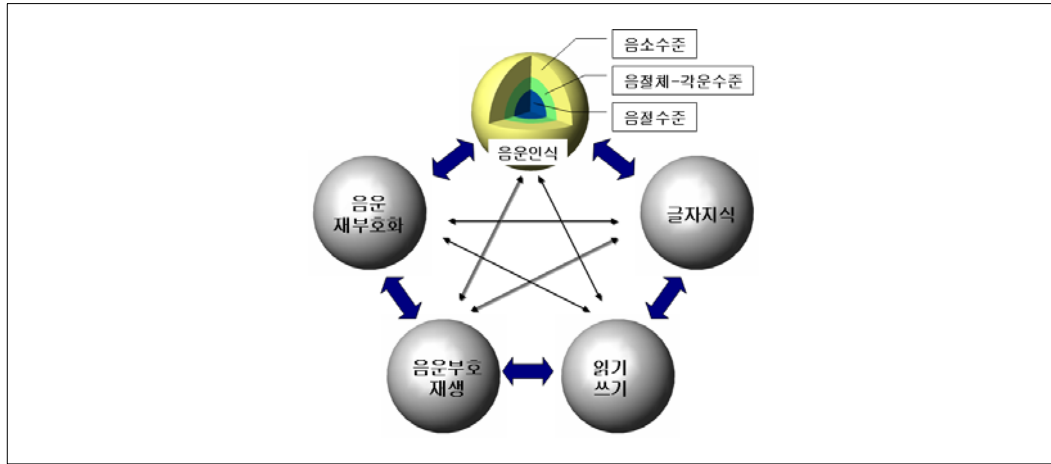 음소수준
음절체-각운수준
음절수준
음운인식
음운
재부호화
글자지식
음운부호
재생
읽기
쓰기